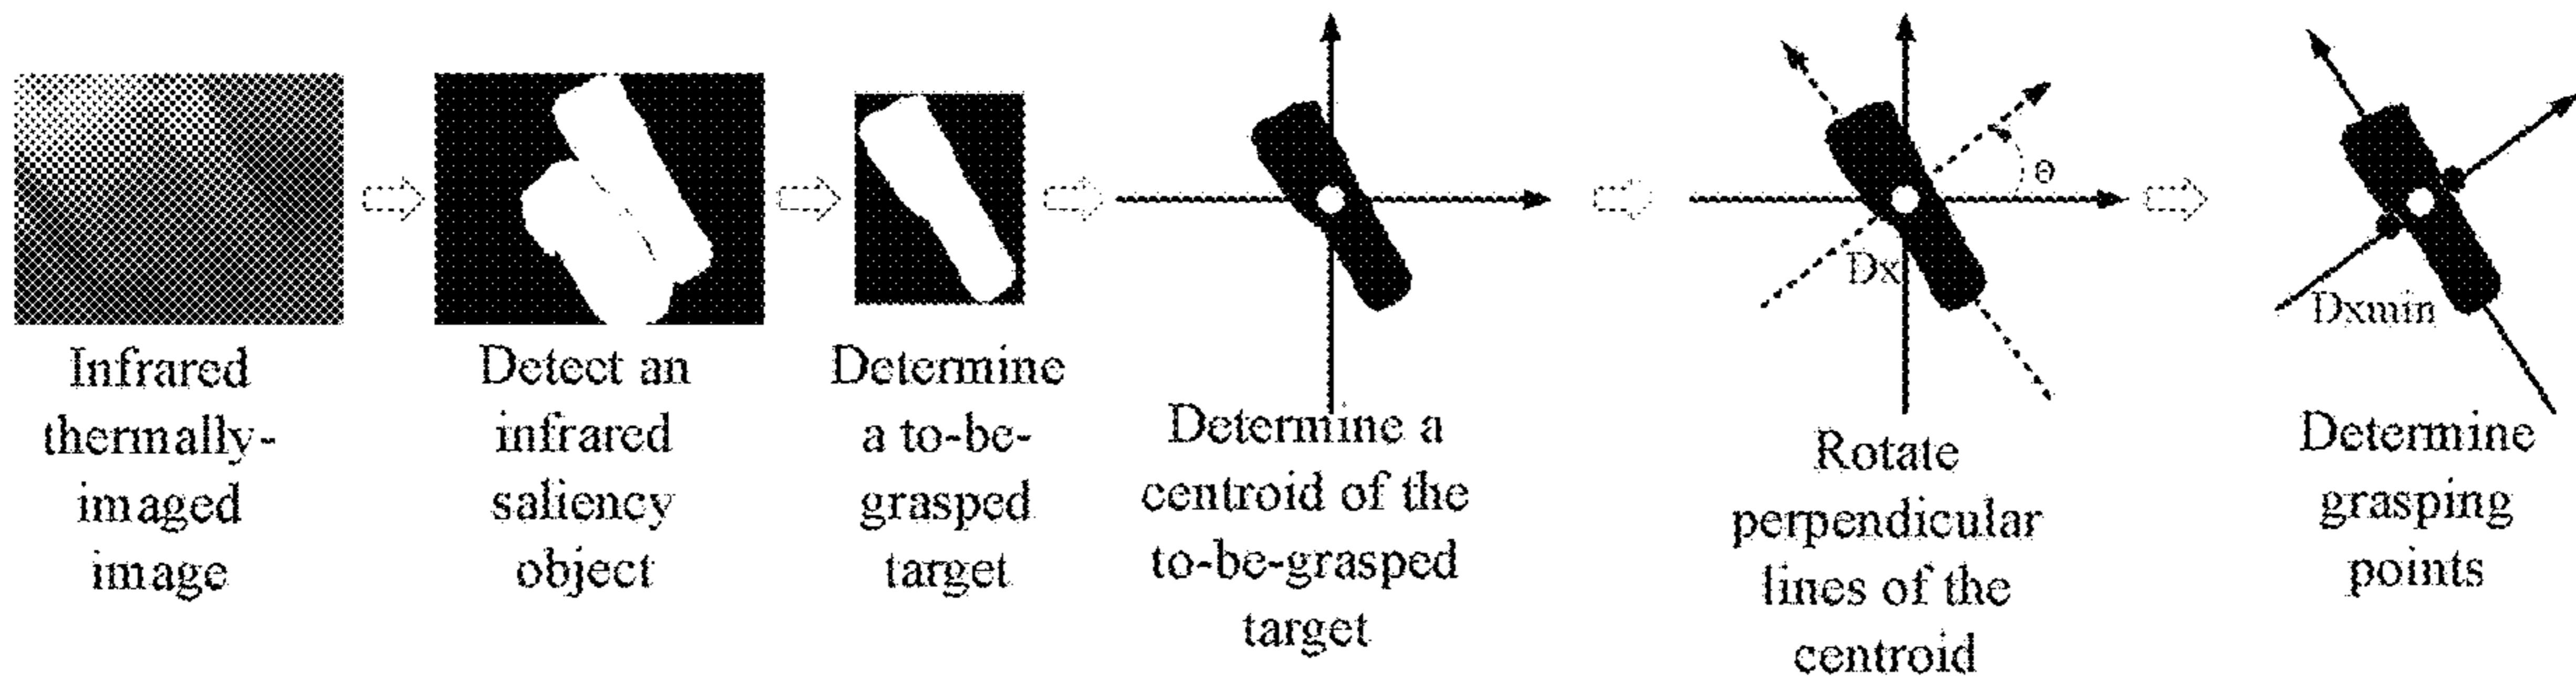 Infrared
thermally-
imaged
image
Detect an
infrared
saliency
object
Determine
a to-be-
grasped
target
Determine a
centroid of the
to-be-grasped
target
Dx
θ
Rotate
perpendicular
lines of the
centroid
Dxmin
Determine
grasping
points